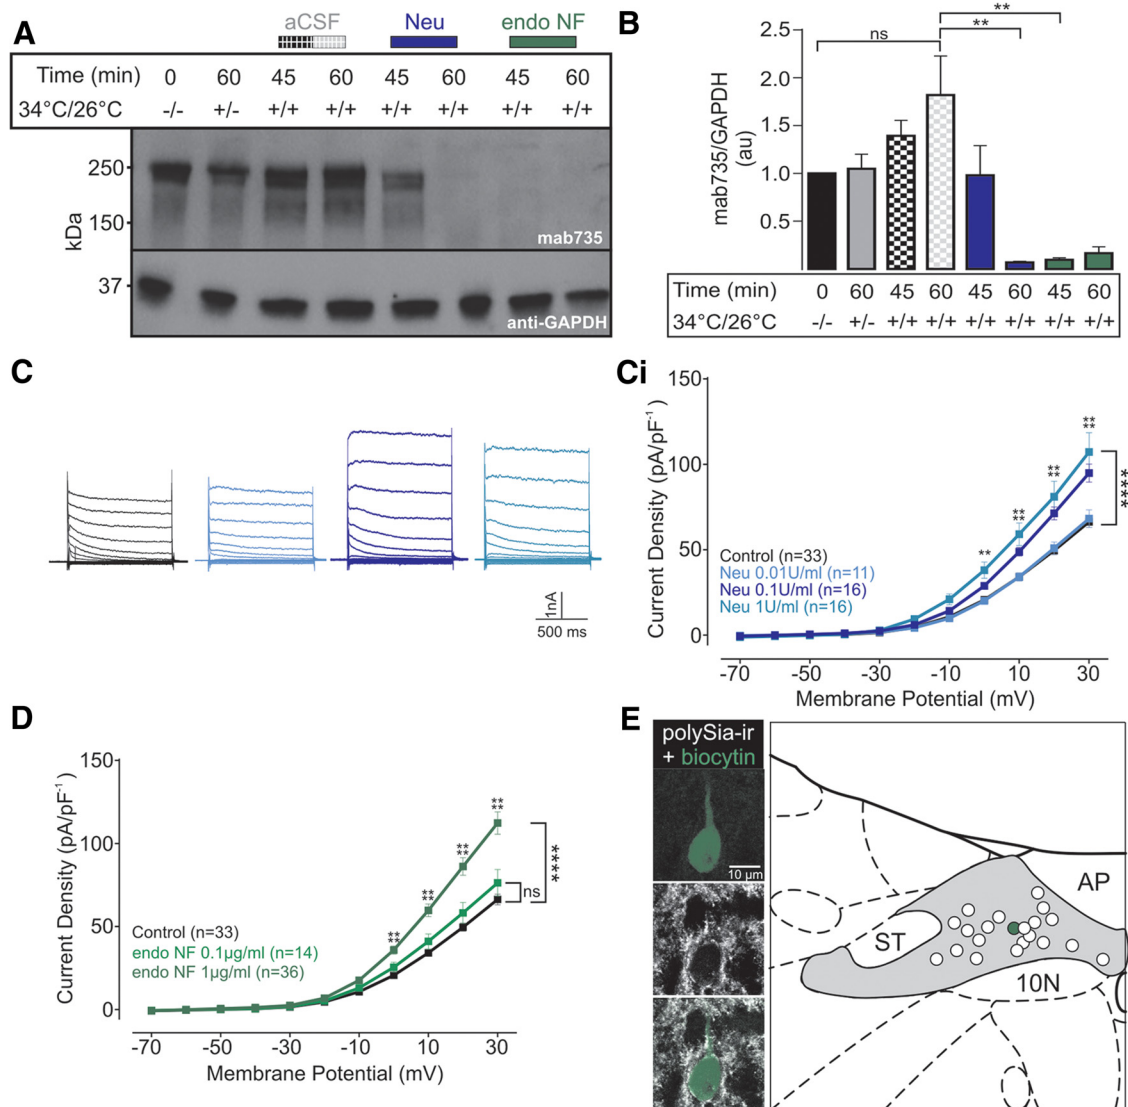 A
aCSF Neu endo NF
Time (min) 0 60 45 60 45 60 45 60
34°C/26°C -/- +/- +/+ +/+ +/+ +/+ +/+ +/+
kDa
250
150
mab735
37
anti-GAPDH
B
mab735/GAPDH
(au)
2.5
2.0
1.5
1.0
0.5
ns
**
**
Time (min) 0 60 45 60 45 60 45 60
34°C/26°C -/- +/- +/+ +/+ +/+ +/+ +/+ +/+
C
1nA
500 ms
Ci
Current Density (pA/pF⁻¹)
150
100
50
0
**
**
**
**
**
**
**
****
Control (n=33)
Neu 0.01U/ml (n=11)
Neu 0.1U/ml (n=16)
Neu 1U/ml (n=16)
-70 -50 -30 -10 10 30
Membrane Potential (mV)
D
Current Density (pA/pF⁻¹)
150
100
50
0
**
**
**
**
**
**
**
**
****
ns
Control (n=33)
endo NF 0.1µg/ml (n=14)
endo NF 1µg/ml (n=36)
-70 -50 -30 -10 10 30
Membrane Potential (mV)
E
polySia-ir
+ biocytin
10 µm
AP
ST
10N